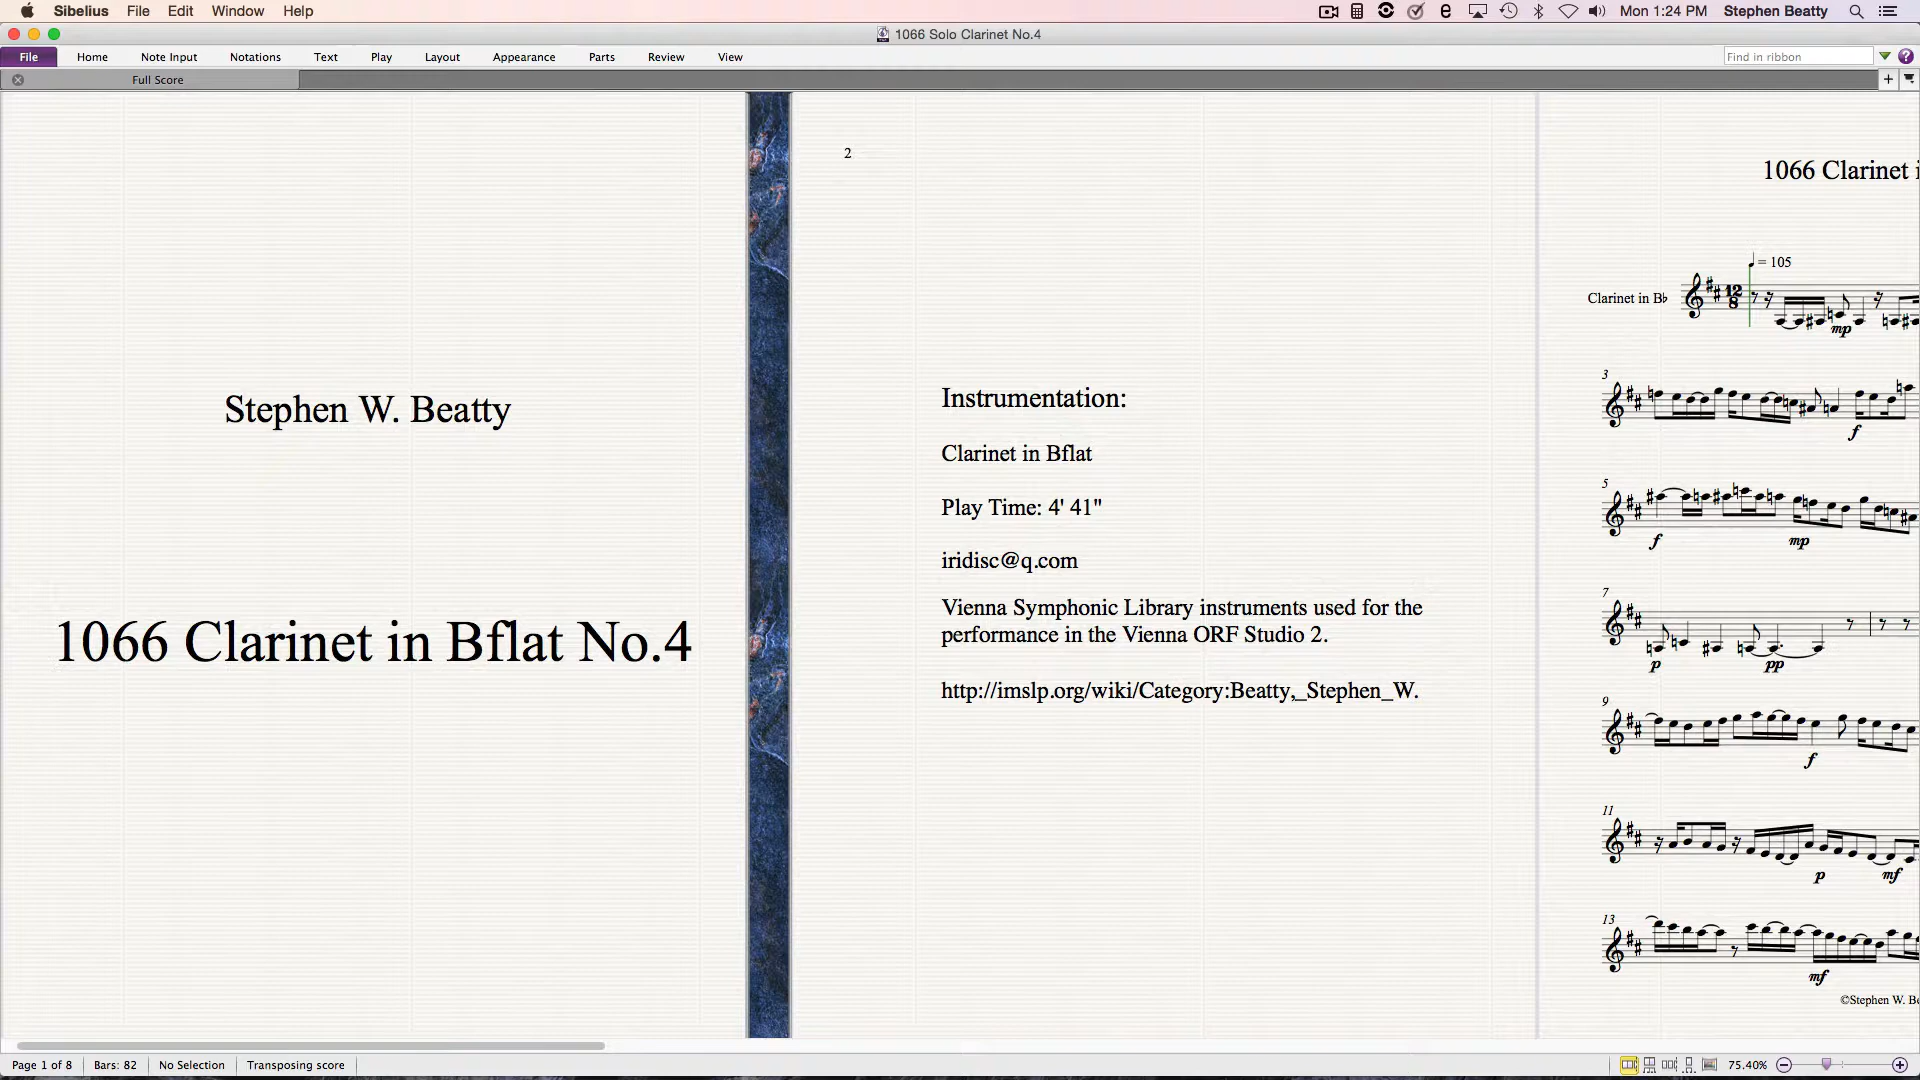 Sibelius File Edit Window Help Mon 1:24 PM Stephen Beatty
1066 Solo Clarinet No.4
File Home Note Input Notations Text Play Layout Appearance Parts Review View Find in ribbon ?
Full Score
Stephen W. Beatty
1066 Clarinet in Bflat No.4
2
Instrumentation:
Clarinet in Bflat
Play Time: 4' 41"
iridisc@q.com
Vienna Symphonic Library instruments used for the
performance in the Vienna ORF Studio 2.
http://imslp.org/wiki/Category:Beatty,_Stephen_W.
1066 Clarinet i
= 105
Clarinet in B♭
12
8
mp
3
f
5
f mp
7
p pp
9
f
11
p mf
13
mf
©Stephen W. Be
Page 1 of 8 Bars: 82 No Selection Transposing score 75.40%